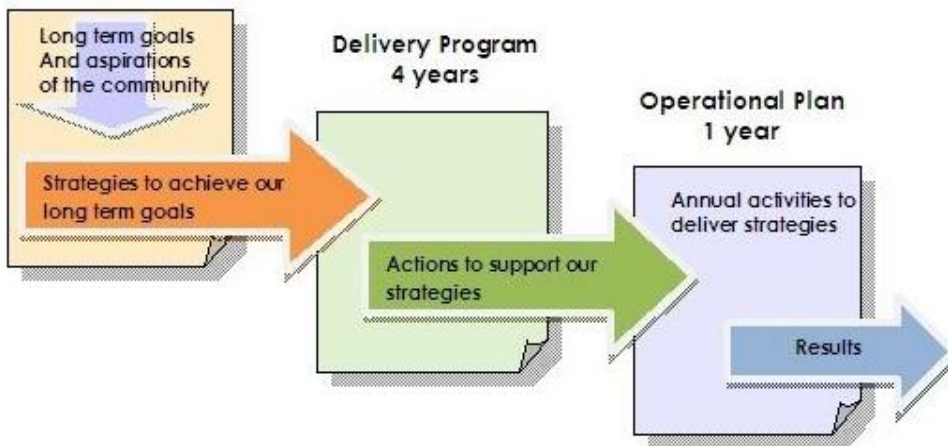 Long term goals
And aspirations
of the community
Strategies to achieve our
long term goals
Delivery Program
4 years
Actions to support our
strategies
Operational Plan
1 year
Annual activities to
deliver strategies
Results